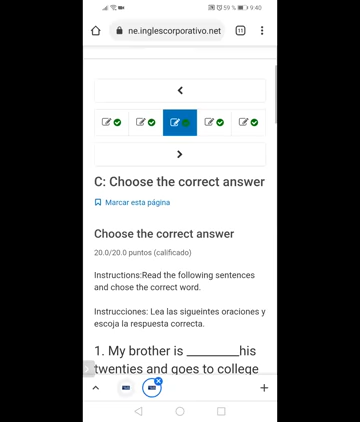 59 % 9:40
ne.inglescorporativo.net 11
C: Choose the correct answer
Marcar esta página
Choose the correct answer
20.0/20.0 puntos (calificado)
Instructions:Read the following sentences
and chose the correct word.
Instrucciones: Lea las sigueintes oraciones y
escoja la respuesta correcta.
1. My brother is ________his
twenties and goes to college